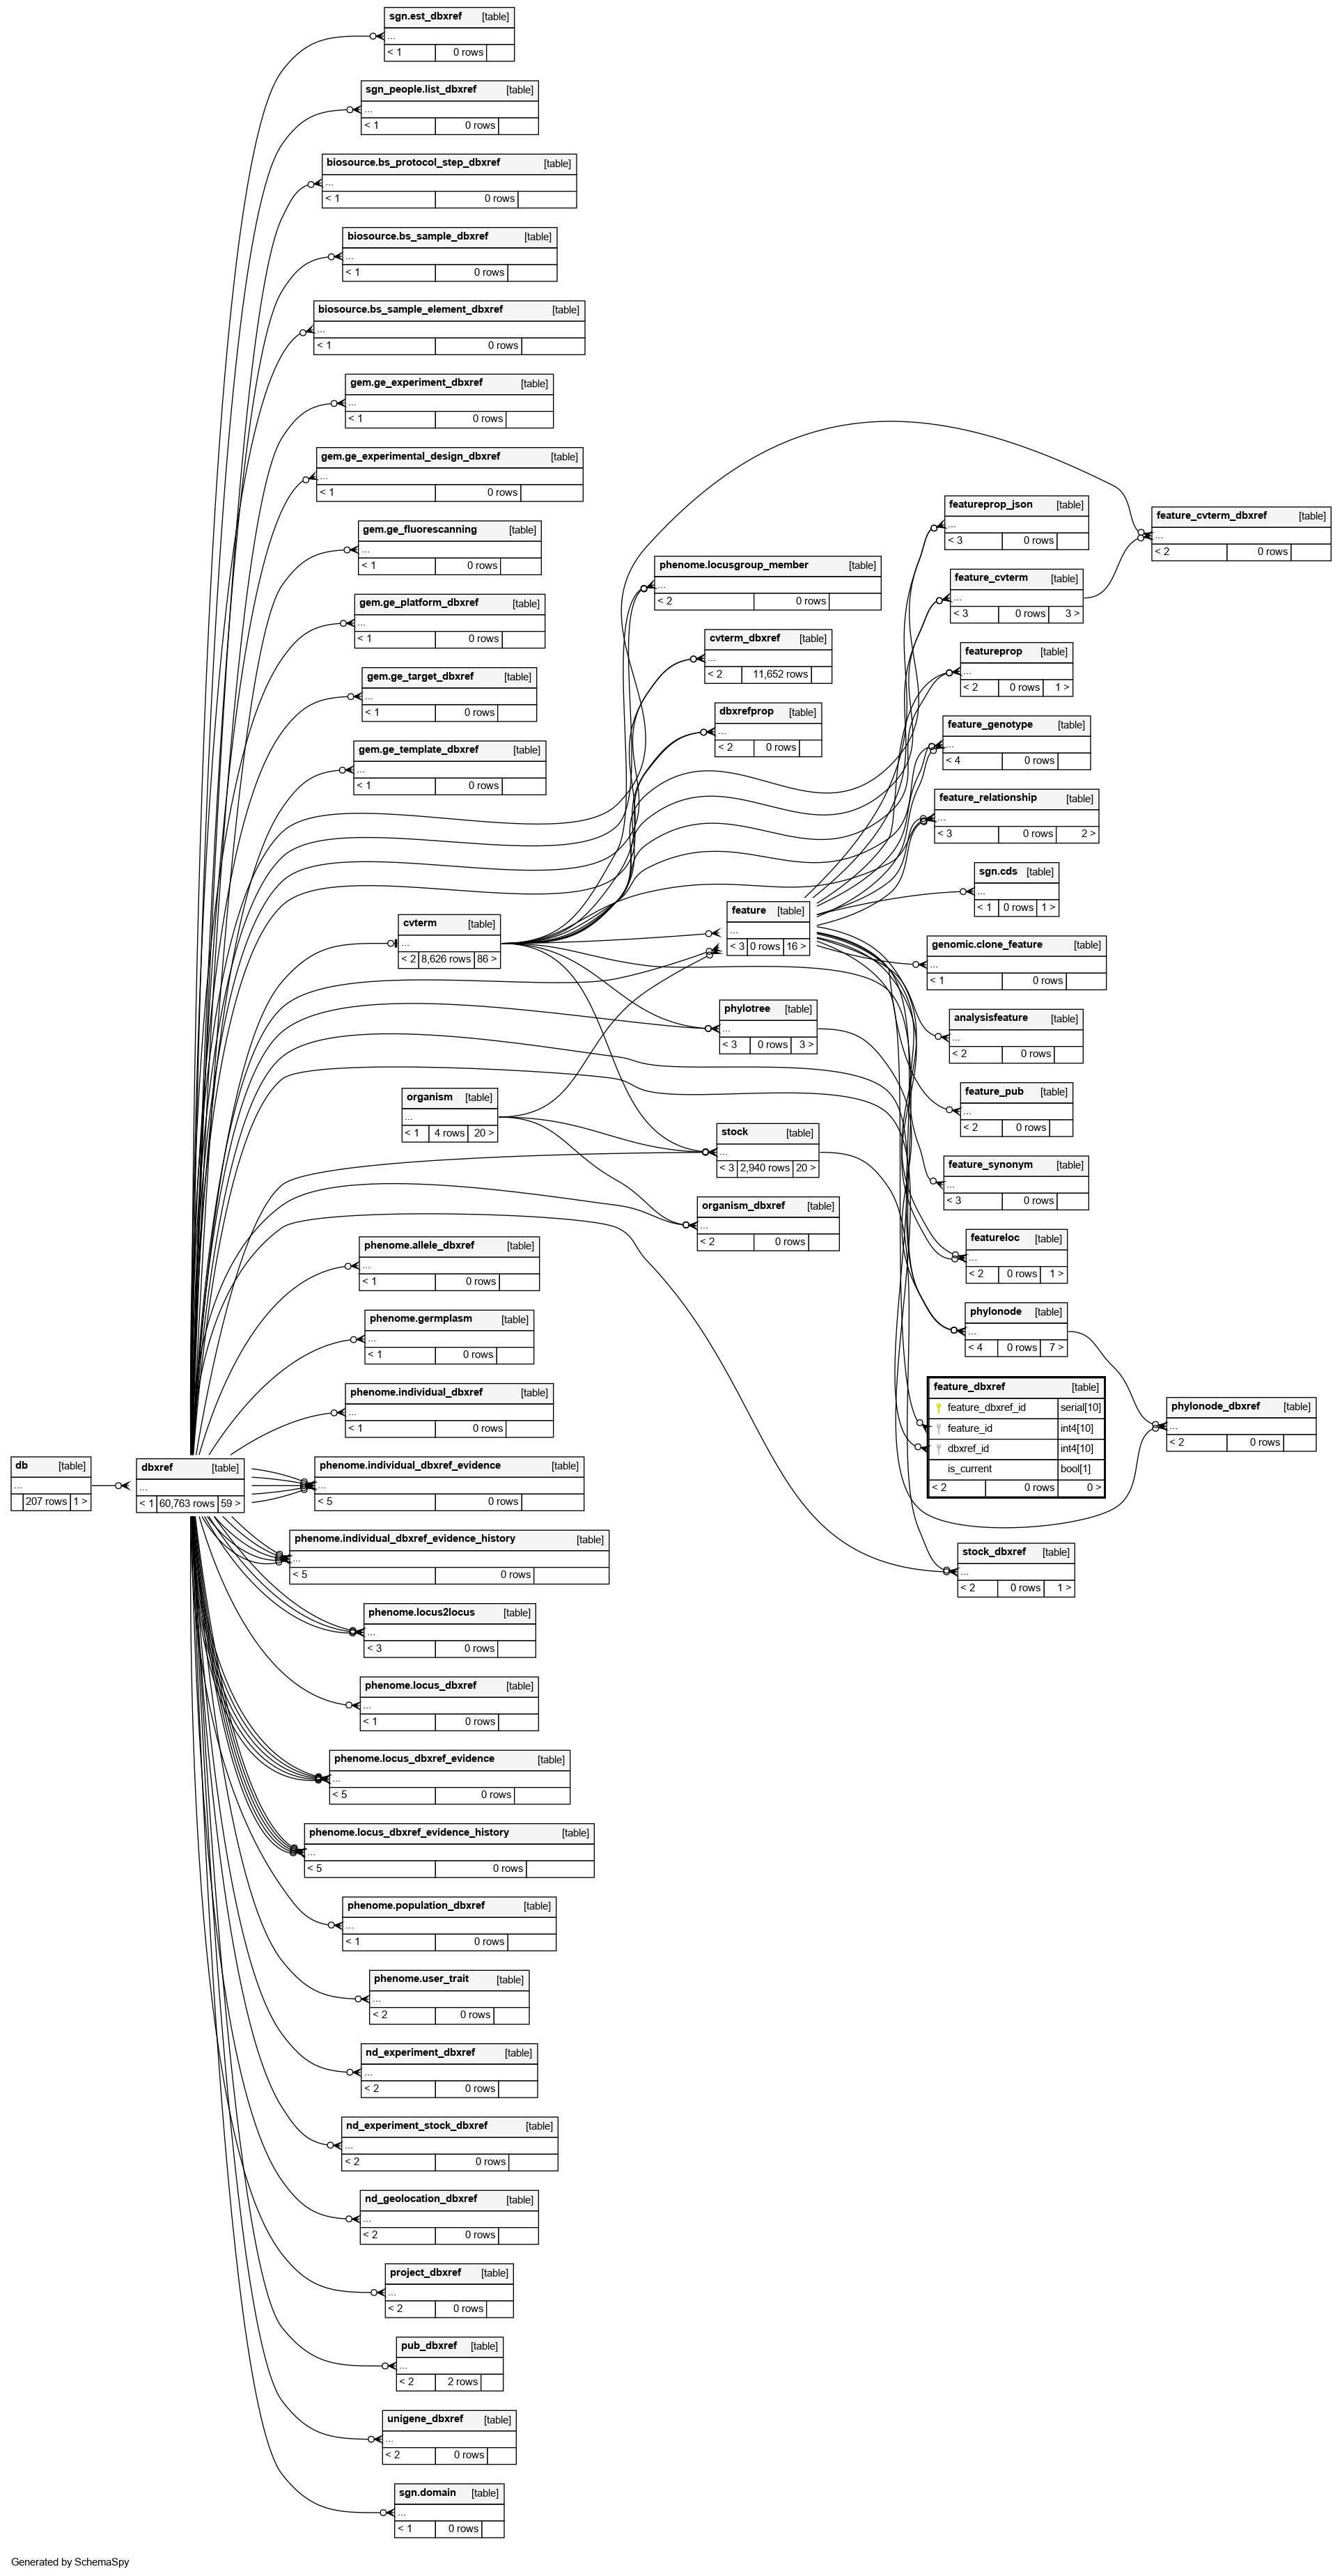 sgn.est_dbxref [table]
...
< 1 0 rows
sgn_people.list_dbxref [table]
...
< 1 0 rows
biosource.bs_protocol_step_dbxref [table]
...
< 1 0 rows
biosource.bs_sample_dbxref [table]
...
< 1 0 rows
biosource.bs_sample_element_dbxref [table]
...
< 1 0 rows
gem.ge_experiment_dbxref [table]
...
< 1 0 rows
gem.ge_experimental_design_dbxref [table]
...
< 1 0 rows
gem.ge_fluorescanning [table]
...
< 1 0 rows
gem.ge_platform_dbxref [table]
...
< 1 0 rows
gem.ge_target_dbxref [table]
...
< 1 0 rows
gem.ge_template_dbxref [table]
...
< 1 0 rows
cvterm [table]
...
< 2 8,626 rows 86 >
organism [table]
...
< 1 4 rows 20 >
phenome.allele_dbxref [table]
...
< 1 0 rows
phenome.germplasm [table]
...
< 1 0 rows
phenome.individual_dbxref [table]
...
< 1 0 rows
db [table]
...
207 rows 1 >
dbxref [table]
...
< 1 60,763 rows 59 >
phenome.individual_dbxref_evidence [table]
...
< 5 0 rows
phenome.individual_dbxref_evidence_history [table]
...
< 5 0 rows
phenome.locus2locus [table]
...
< 3 0 rows
phenome.locus_dbxref [table]
...
< 1 0 rows
phenome.locus_dbxref_evidence [table]
...
< 5 0 rows
phenome.locus_dbxref_evidence_history [table]
...
< 5 0 rows
phenome.population_dbxref [table]
...
< 1 0 rows
phenome.user_trait [table]
...
< 2 0 rows
nd_experiment_dbxref [table]
...
< 2 0 rows
nd_experiment_stock_dbxref [table]
...
< 2 0 rows
nd_geolocation_dbxref [table]
...
< 2 0 rows
project_dbxref [table]
...
< 2 0 rows
pub_dbxref [table]
...
< 2 2 rows
unigene_dbxref [table]
...
< 2 0 rows
sgn.domain [table]
...
< 1 0 rows
phenome.locusgroup_member [table]
...
< 2 0 rows
cvterm_dbxref [table]
...
< 2 11,652 rows
dbxrefprop [table]
...
< 2 0 rows
feature [table]
...
< 3 0 rows 16 >
phylotree [table]
...
< 3 0 rows 3 >
stock [table]
...
< 3 2,940 rows 20 >
organism_dbxref [table]
...
< 2 0 rows
featureprop_json [table]
...
< 3 0 rows
feature_cvterm [table]
...
< 3 0 rows 3 >
featureprop [table]
...
< 2 0 rows 1 >
feature_genotype [table]
...
< 4 0 rows
feature_relationship [table]
...
< 3 0 rows 2 >
sgn.cds [table]
...
< 1 0 rows 1 >
genomic.clone_feature [table]
...
< 1 0 rows
analysisfeature [table]
...
< 2 0 rows
feature_pub [table]
...
< 2 0 rows
feature_synonym [table]
...
< 3 0 rows
featureloc [table]
...
< 2 0 rows 1 >
phylonode [table]
...
< 4 0 rows 7 >
feature_dbxref [table]
feature_dbxref_id serial[10]
feature_id int4[10]
dbxref_id int4[10]
is_current bool[1]
< 2 0 rows 0 >
stock_dbxref [table]
...
< 2 0 rows 1 >
feature_cvterm_dbxref [table]
...
< 2 0 rows
phylonode_dbxref [table]
...
< 2 0 rows
Generated by SchemaSpy